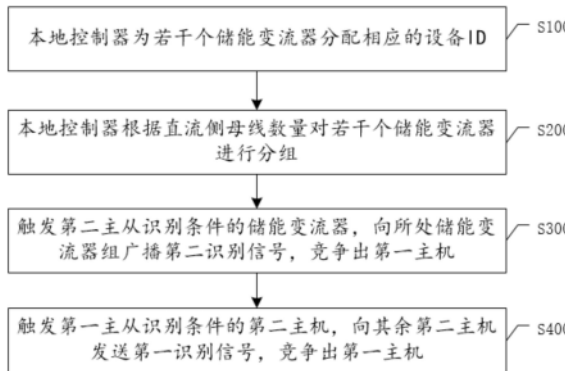 本地控制器为若干个储能变流器分配相应的设备ID
S100
本地控制器根据直流侧母线数量对若干个储能变流器
进行分组
S200
触发第二主从识别条件的储能变流器，向所处储能变
流器组广播第二识别信号，竞争出第一主机
S300
触发第一主从识别条件的第二主机，向其余第二主机
发送第一识别信号，竞争出第一主机
S400